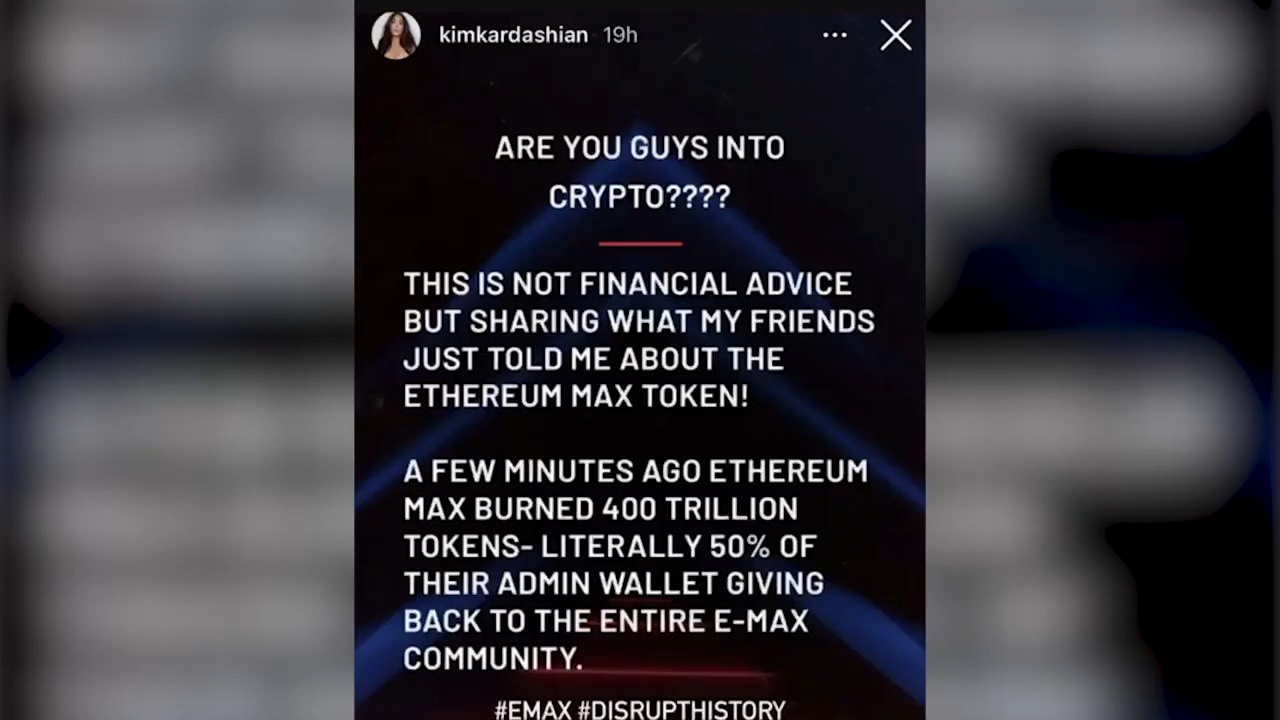 kimkardashian 19h
ARE YOU GUYS INTO
CRYPTO????
THIS IS NOT FINANCIAL ADVICE
BUT SHARING WHAT MY FRIENDS
JUST TOLD ME ABOUT THE
ETHEREUM MAX TOKEN!
A FEW MINUTES AGO ETHEREUM
MAX BURNED 400 TRILLION
TOKENS- LITERALLY 50% OF
THEIR ADMIN WALLET GIVING
BACK TO THE ENTIRE E-MAX
COMMUNITY.
#EMAX #DISRUPTHISTORY